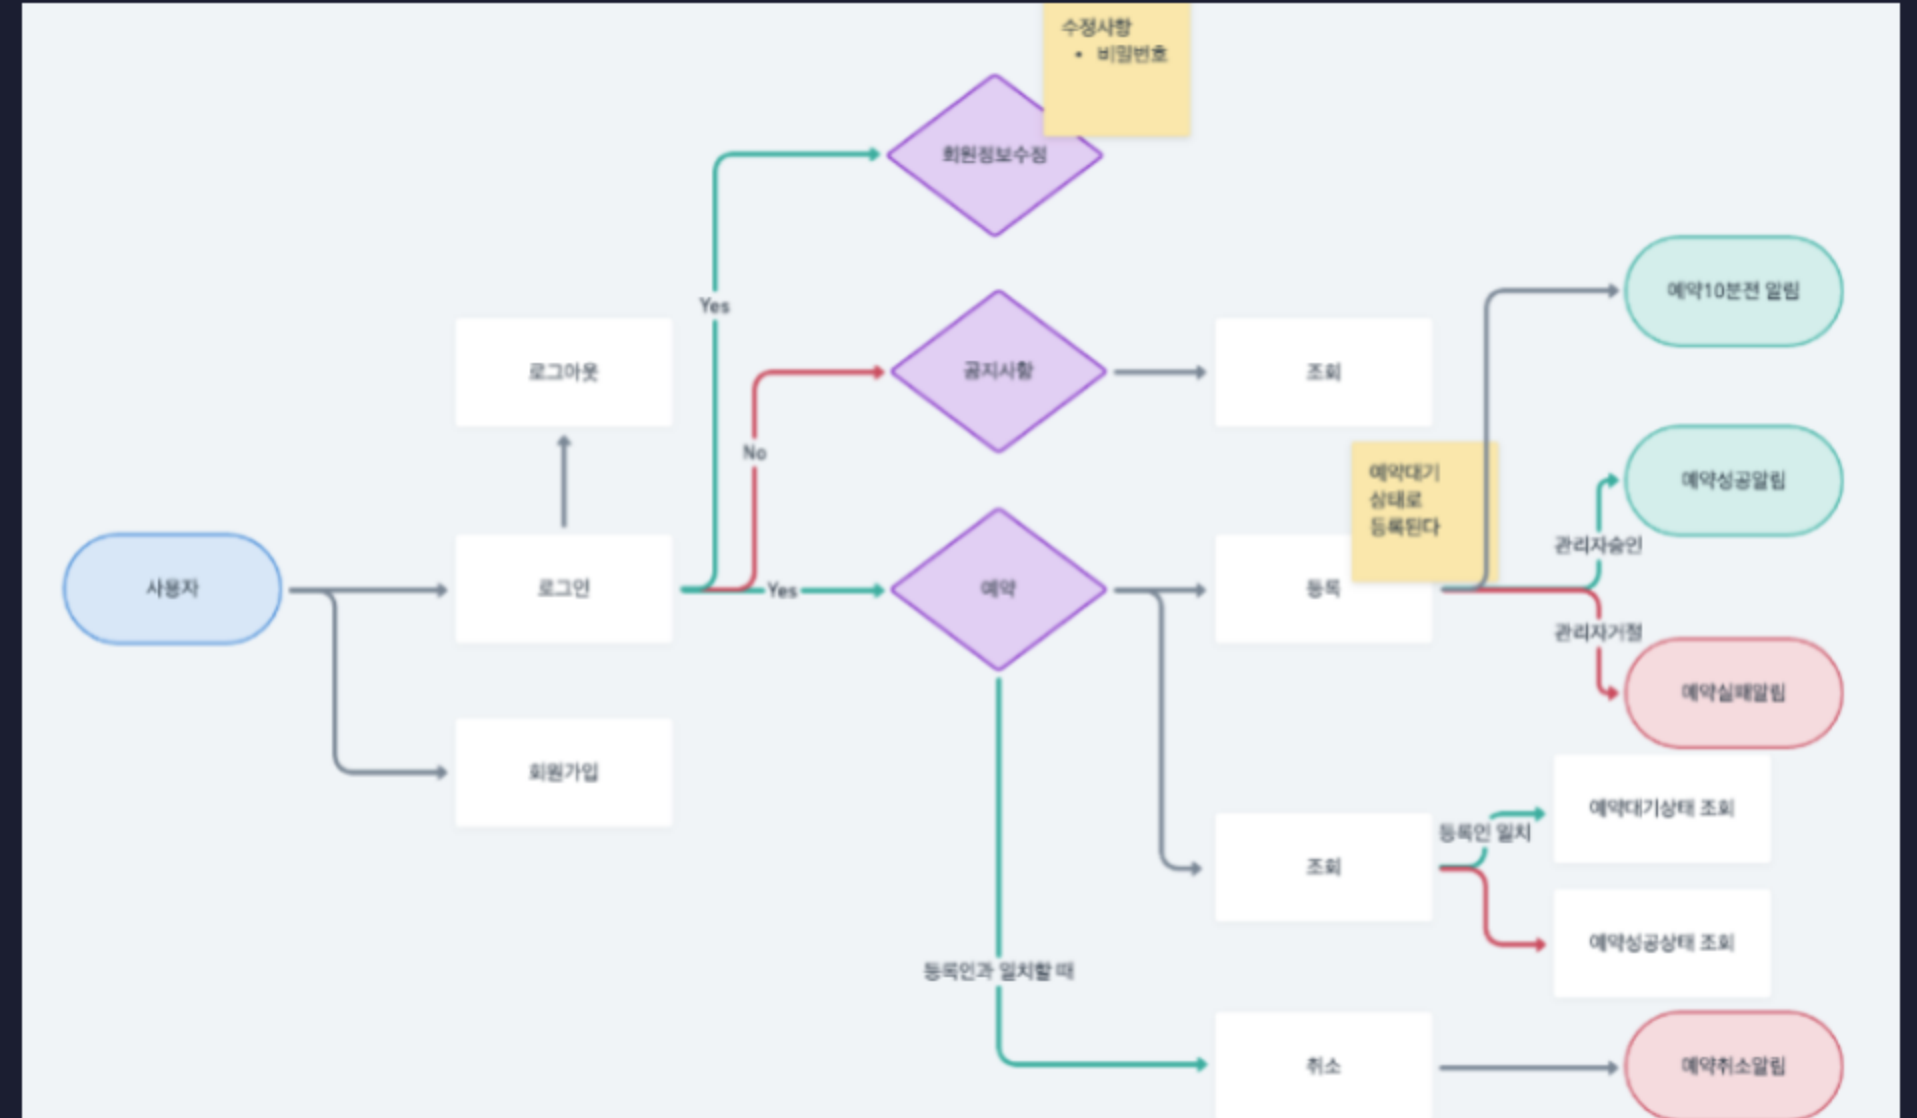 수정사항
• 비밀번호
회원정보수정
Yes
예약10분전 알림
로그아웃
공지사항
조회
No
예약대기
상태로
등록된다
예약성공알림
관리자승인
사용자
로그인
Yes
예약
등록
관리자거절
예약실패알림
회원가입
예약대기상태 조회
등록인 일치
조회
예약성공상태 조회
등록인과 일치할 때
취소
예약취소알림